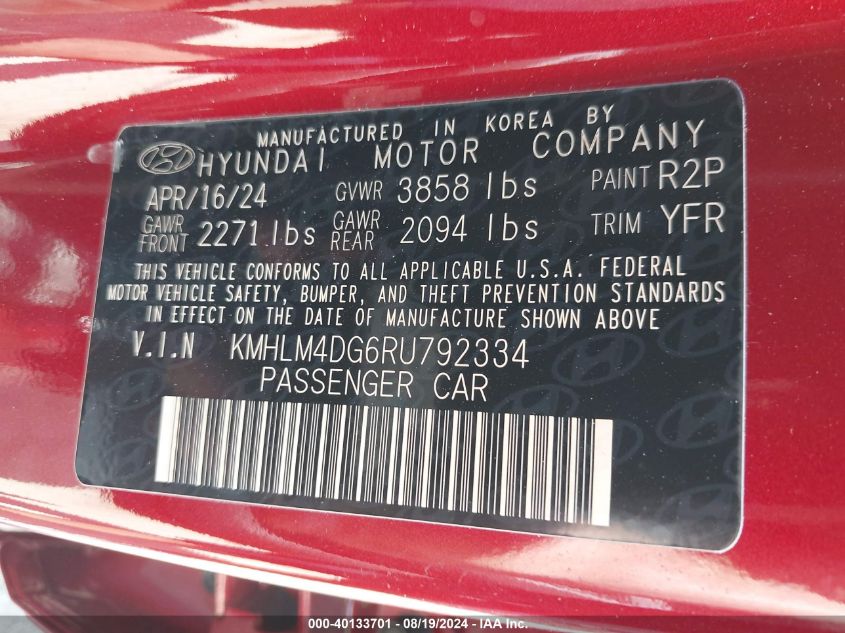 MANUFACTURED IN KOREA BY
HYUNDAI MOTOR COMPANY
APR/16/24 GVWR 3858 lbs PAINT R2P
GAWR FRONT 2271 lbs GAWR REAR 2094 lbs TRIM YFR
THIS VEHICLE CONFORMS TO ALL APPLICABLE U.S.A. FEDERAL
MOTOR VEHICLE SAFETY, BUMPER, AND THEFT PREVENTION STANDARDS
IN EFFECT ON THE DATE OF MANUFACTURE SHOWN ABOVE
V.I.N KMHLM4DG6RU792334
PASSENGER CAR
000-40133701 - 08/19/2024 - IAA Inc.